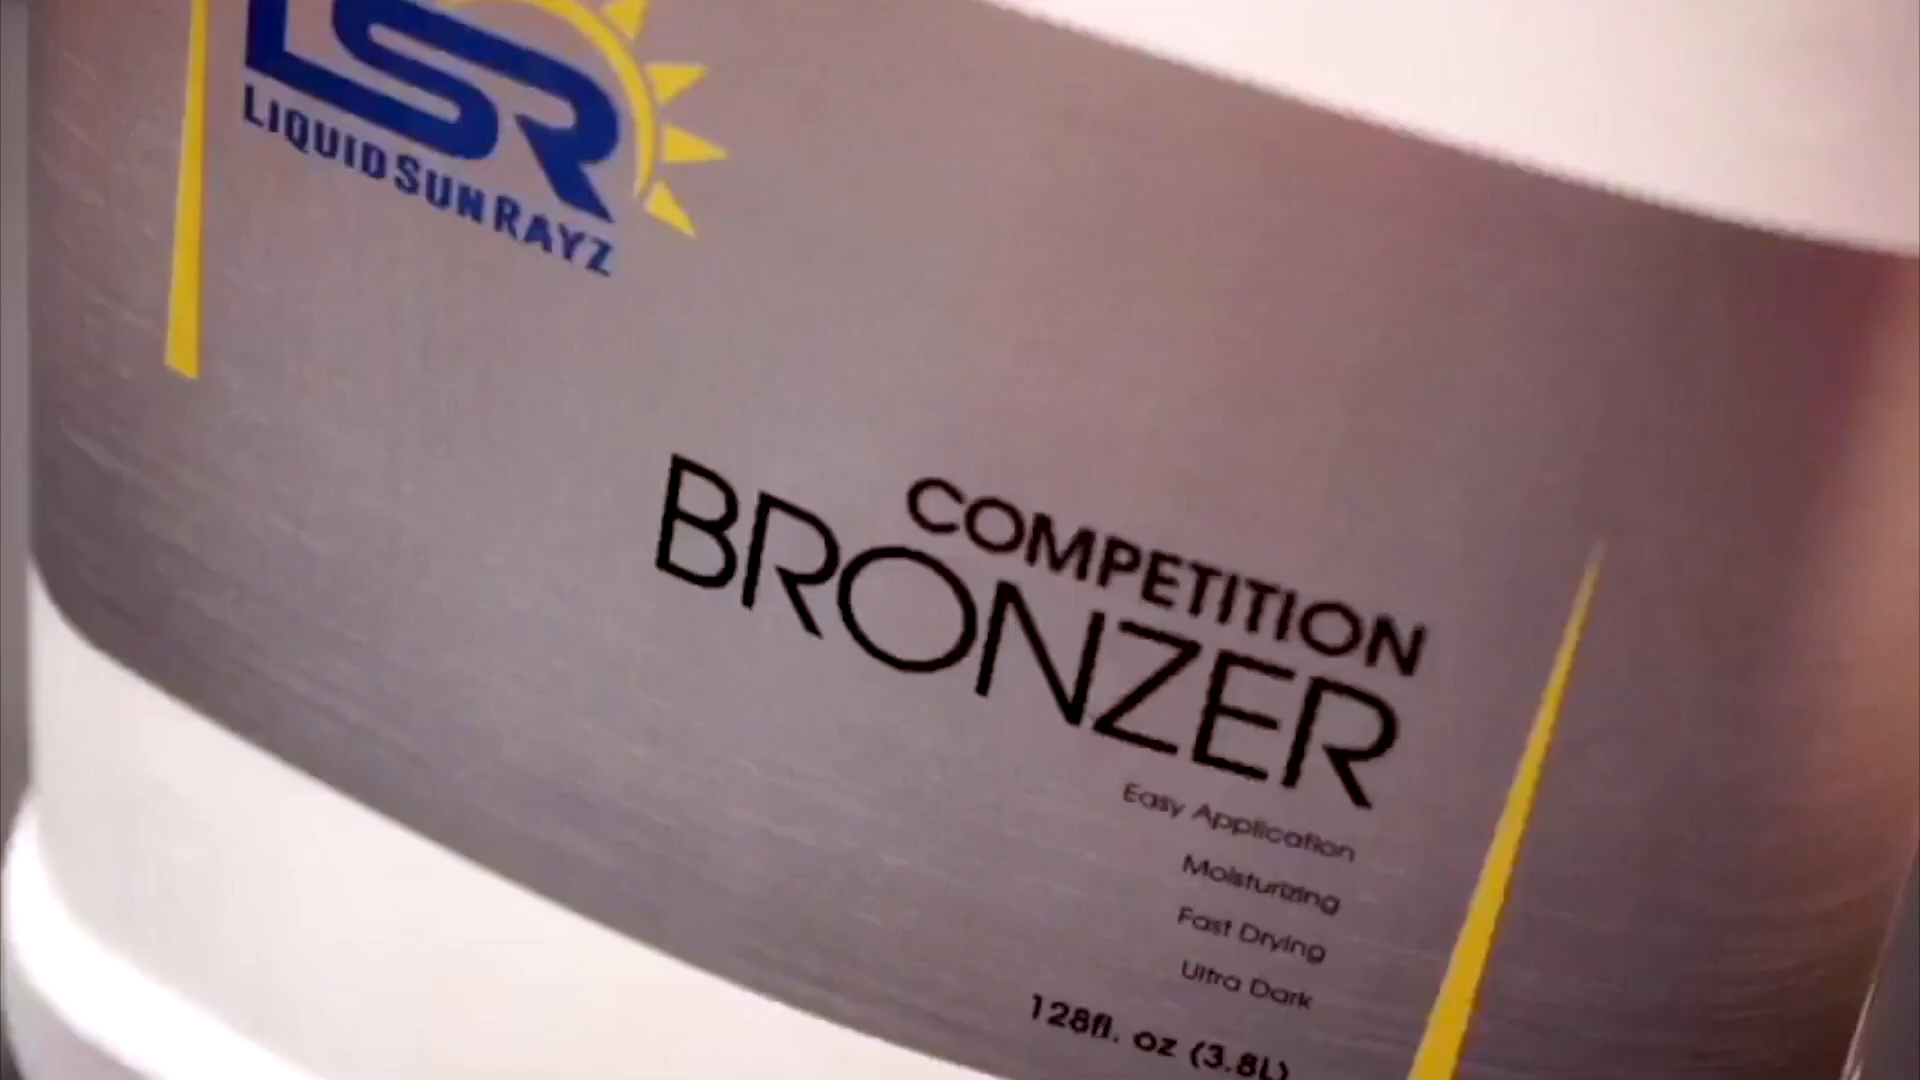 LSR
LIQUID SUN RAYZ
COMPETITION
BRONZER
Easy Application
Moisturizing
Fast Drying
Ultra Dark
128fl. oz (3.8L)